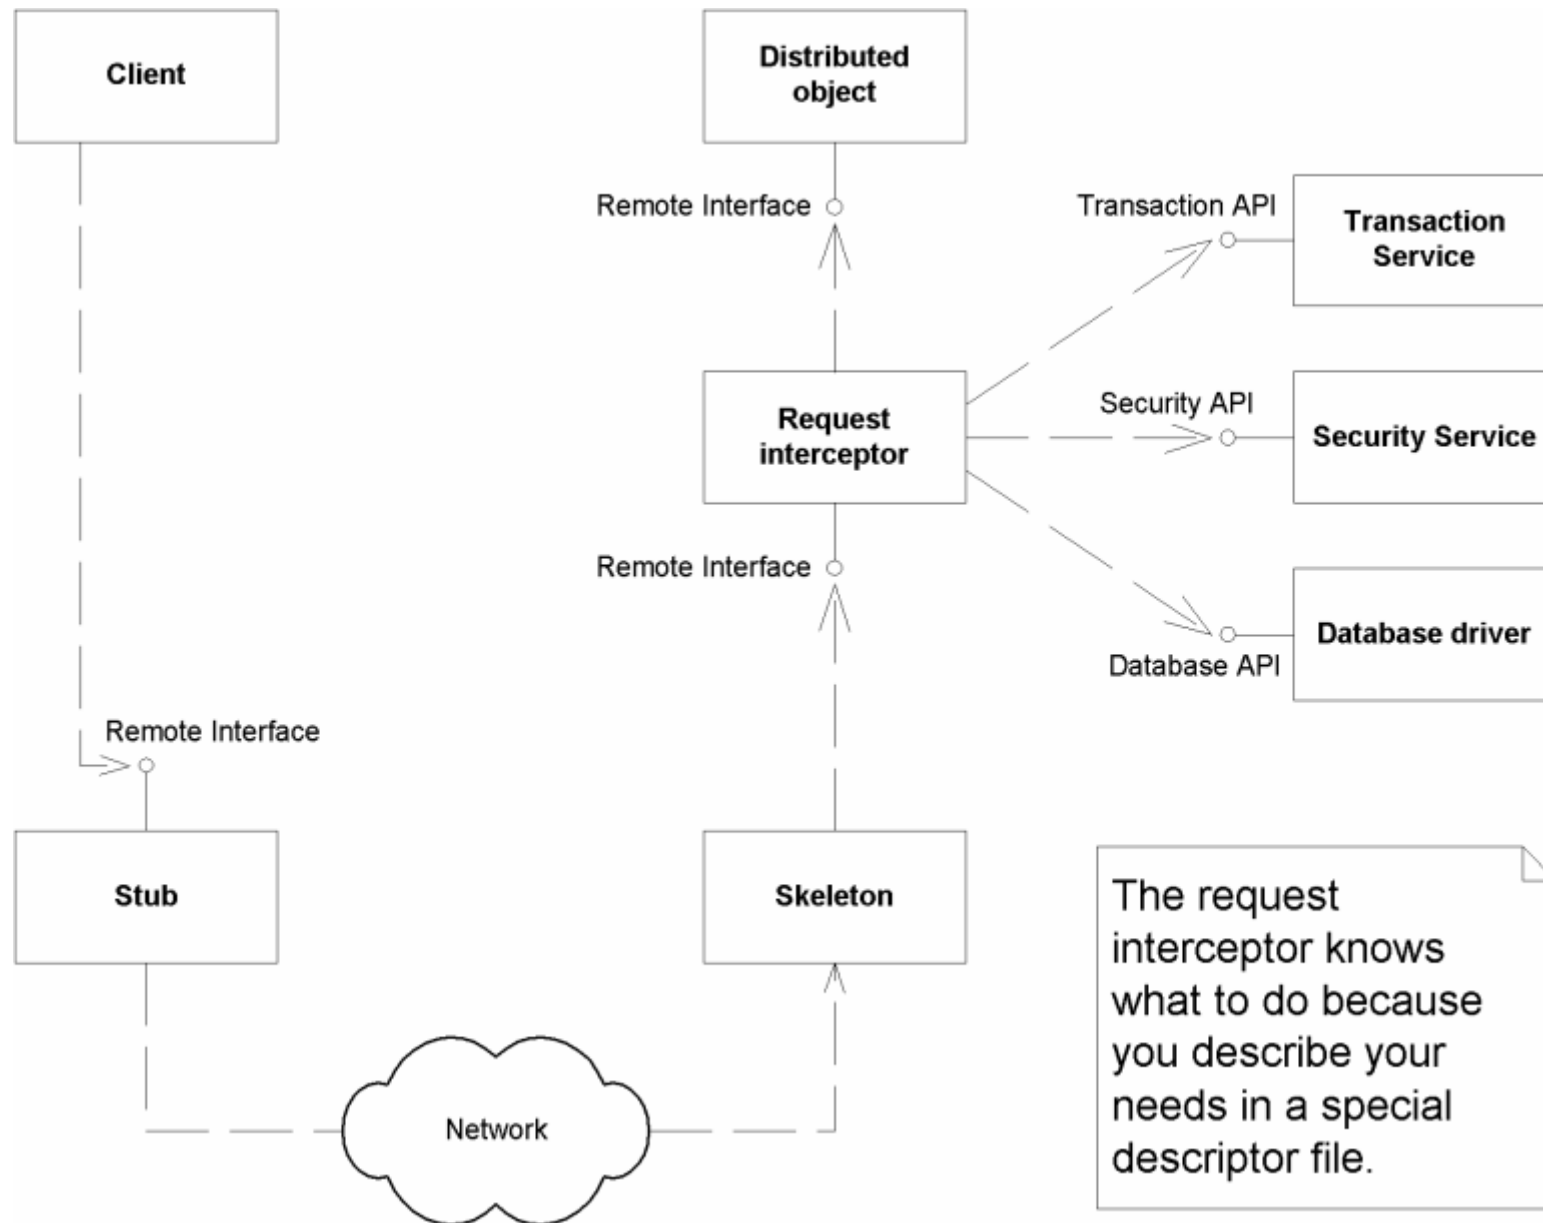 Client
Distributed
object
Remote Interface
Transaction API
Transaction
Service
Request
interceptor
Security API
Security Service
Remote Interface
Database driver
Database API
Remote Interface
Stub
Skeleton
Network
The request
interceptor knows
what to do because
you describe your
needs in a special
descriptor file.